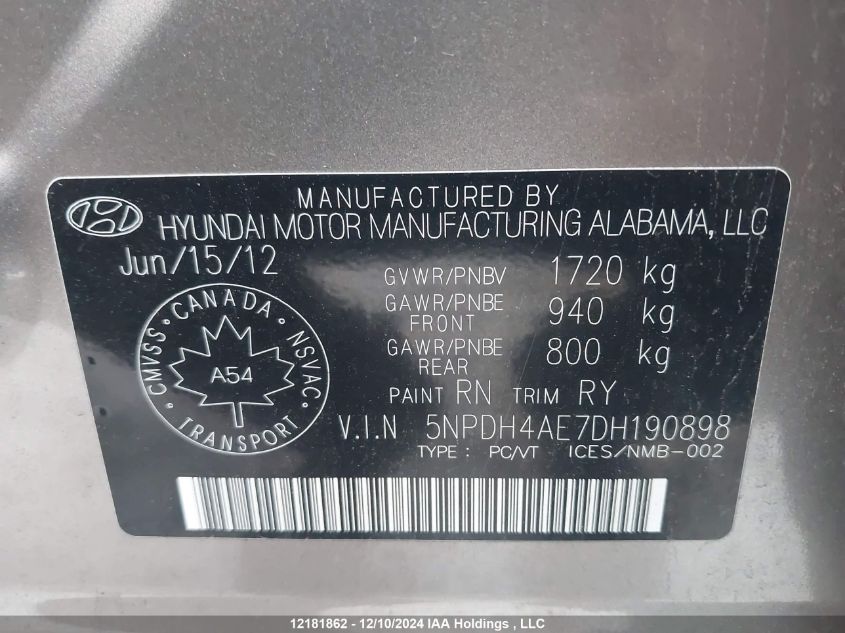 MANUFACTURED BY
HYUNDAI MOTOR MANUFACTURING ALABAMA, LLC
Jun/15/12
GVWR/PNBV 1720 kg
GAWR/PNBE FRONT 940 kg
GAWR/PNBE REAR 800 kg
PAINT RN TRIM RY
V.I.N 5NPDH4AE7DH190898
TYPE : PC/VT ICES/NMB-002
CMVSS · CANADA · NSVAC
A54
· TRANSPORT ·
12181862 - 12/10/2024 IAA Holdings , LLC